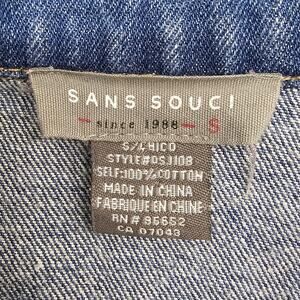 SANS SOUCI
since 1988 S
S/CHICO
STYLE#DSJ108
SELF:100%COTTON
MADE IN CHINA
FABRIQUE EN CHINE
RN# 85652
CA 07043